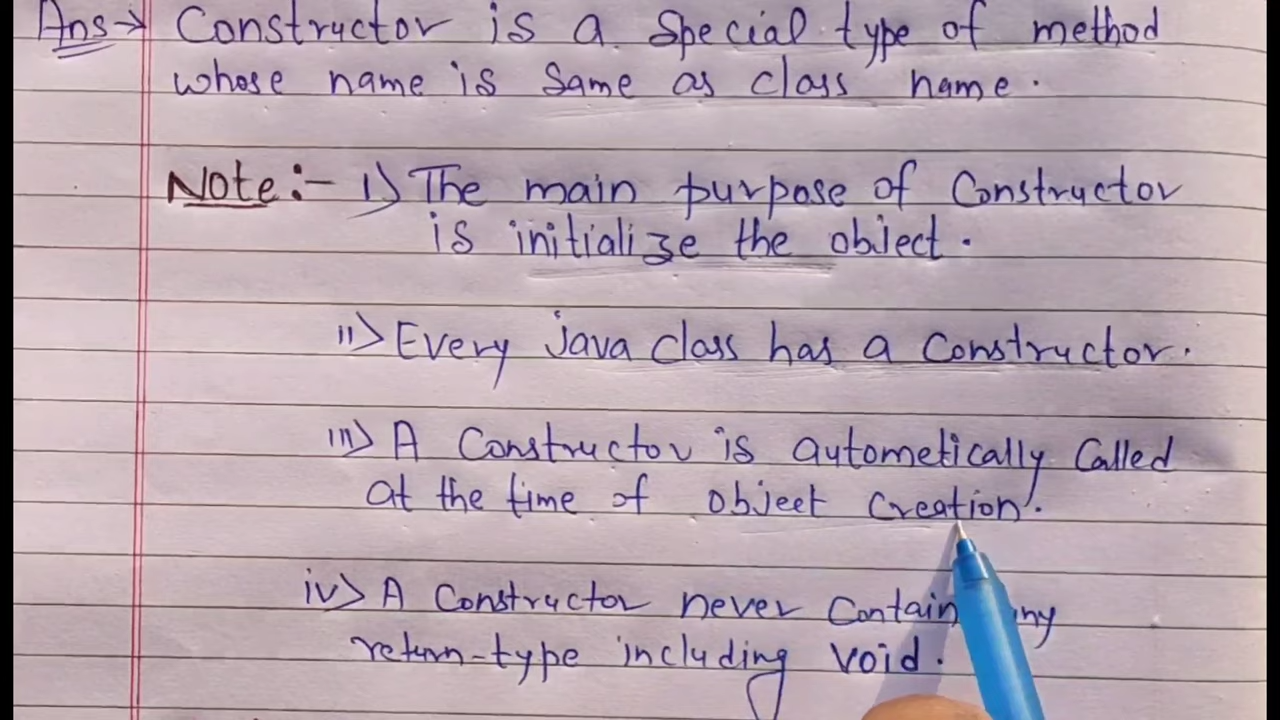 Ans→ Constructor is a special type of method
whose name is same as class name.
Note:- i) The main purpose of Constructor
is initialize the object.
ii) Every java class has a constructor.
iii) A Constructor is autometically called
at the time of object creation.
iv) A Constructor never contain
return-type including void.